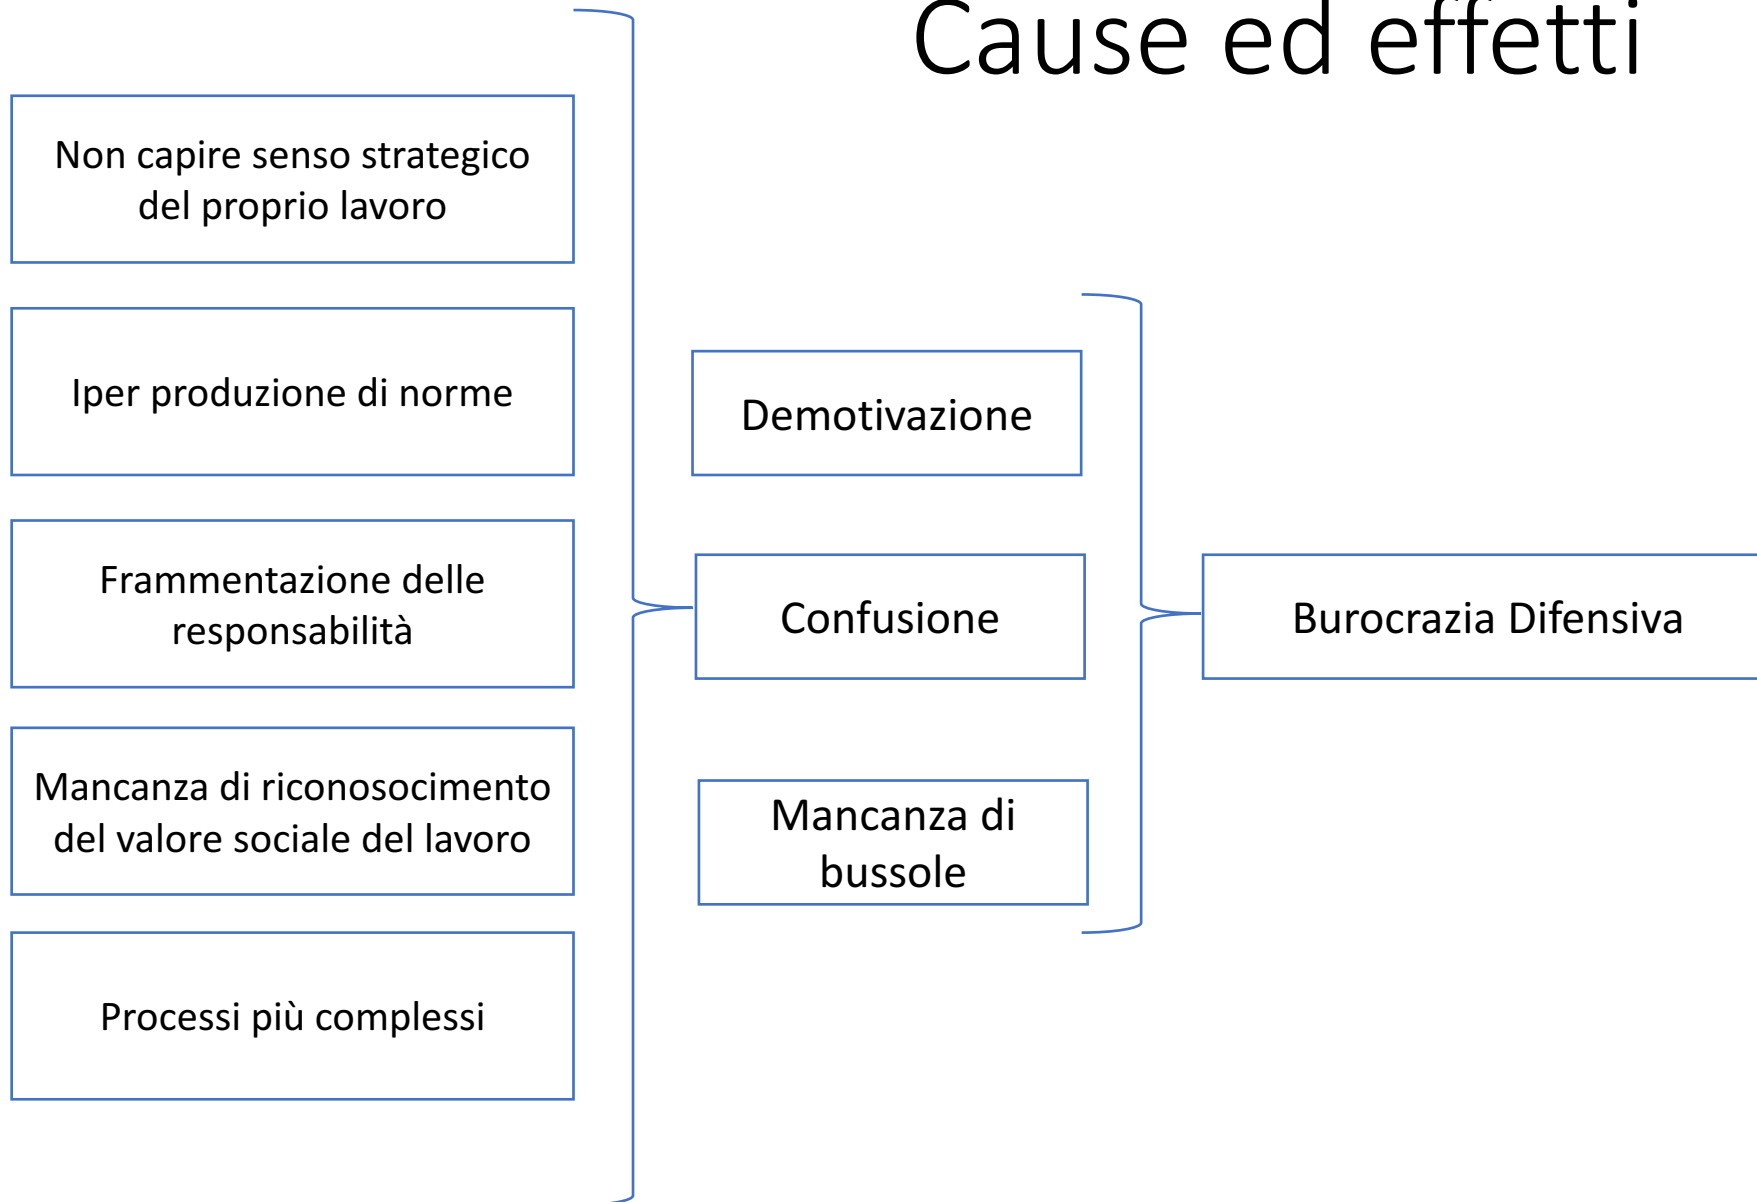 Cause ed effetti
Non capire senso strategico
del proprio lavoro
Iper produzione di norme
Frammentazione delle
responsabilità
Mancanza di riconosocimento
del valore sociale del lavoro
Processi più complessi
Demotivazione
Confusione
Mancanza di
bussole
Burocrazia Difensiva